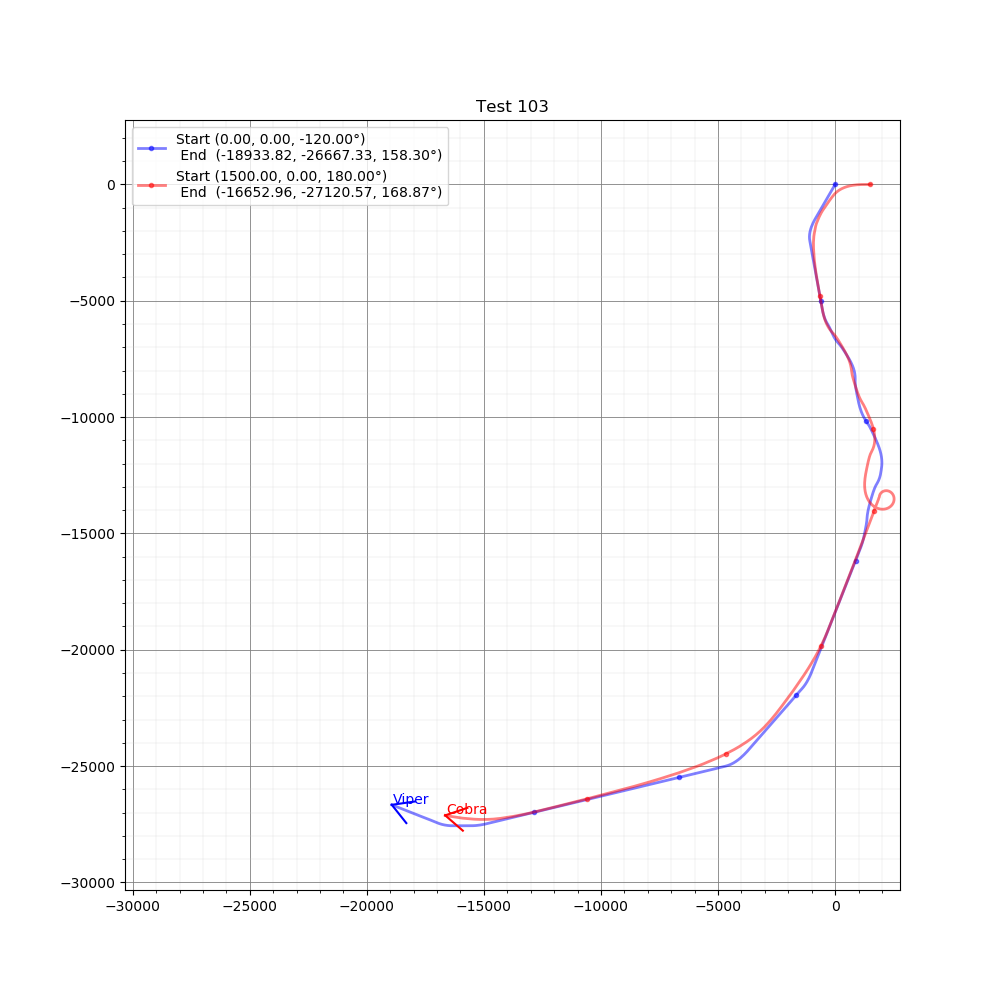 Test 103
Start (0.00, 0.00, -120.00°)
End (-18933.82, -26667.33, 158.30°)
Start (1500.00, 0.00, 180.00°)
End (-16652.96, -27120.57, 168.87°)
0
−5000
−10000
−15000
−20000
−25000
−30000
Viper
Cobra
−30000 −25000 −20000 −15000 −10000 −5000 0